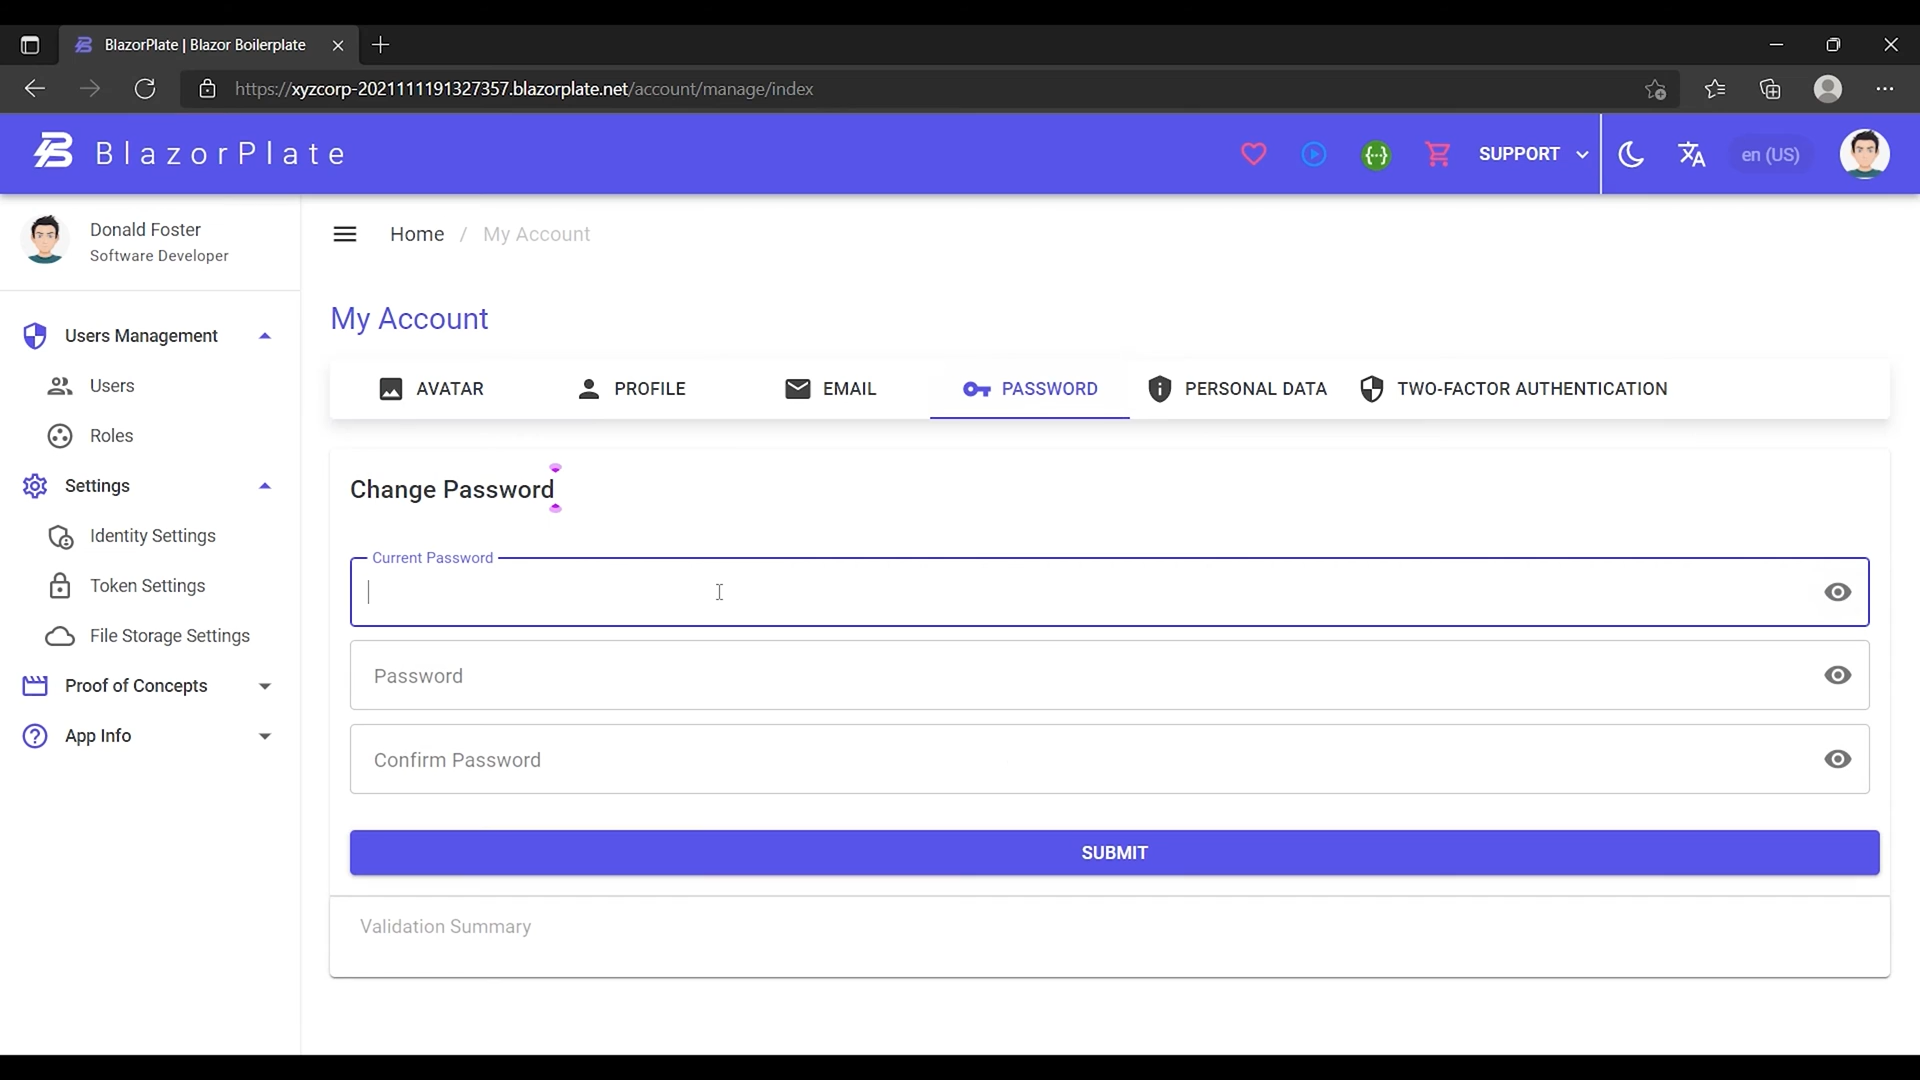 BlazorPlate | Blazor Boilerplate
https://xyzcorp-2021111191327357.blazorplate.net/account/manage/index
BlazorPlate
SUPPORT
en (US)
Donald Foster
Software Developer
Home / My Account
Users Management
Users
Roles
Settings
Identity Settings
Token Settings
File Storage Settings
Proof of Concepts
App Info
My Account
AVATAR
PROFILE
EMAIL
PASSWORD
PERSONAL DATA
TWO-FACTOR AUTHENTICATION
Change Password
Current Password
Password
Confirm Password
SUBMIT
Validation Summary